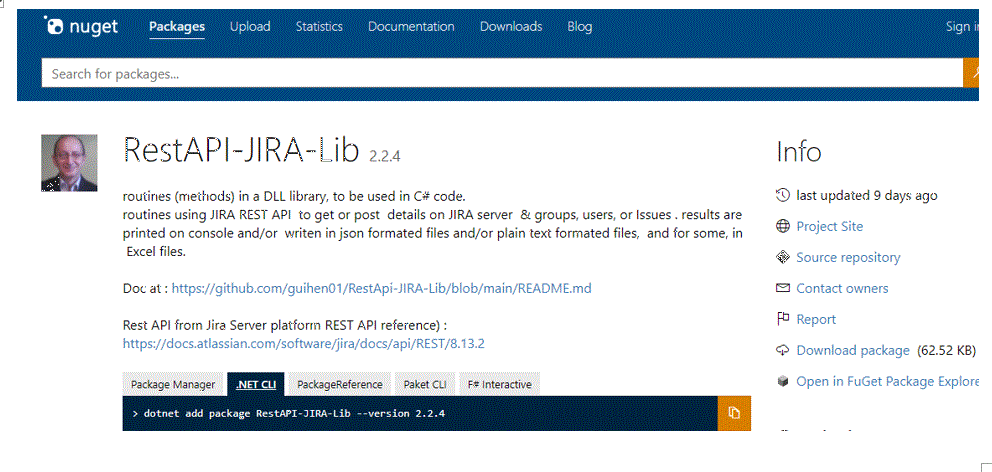 nuget Packages Upload Statistics Documentation Downloads Blog Sign in
Search for packages...
RestAPI-JIRA-Lib 2.2.4
routines (methods) in a DLL library, to be used in C# code.
routines using JIRA REST API to get or post details on JIRA server & groups, users, or Issues . results are
printed on console and/or writen in json formated files and/or plain text formated files, and for some, in
Excel files.
Doc at : https://github.com/guihen01/RestApi-JIRA-Lib/blob/main/README.md
Rest API from Jira Server platform REST API reference) :
https://docs.atlassian.com/software/jira/docs/api/REST/8.13.2
Package Manager .NET CLI PackageReference Paket CLI F# Interactive
> dotnet add package RestAPI-JIRA-Lib --version 2.2.4
Info
last updated 9 days ago
Project Site
Source repository
Contact owners
Report
Download package (62.52 KB)
Open in FuGet Package Explore